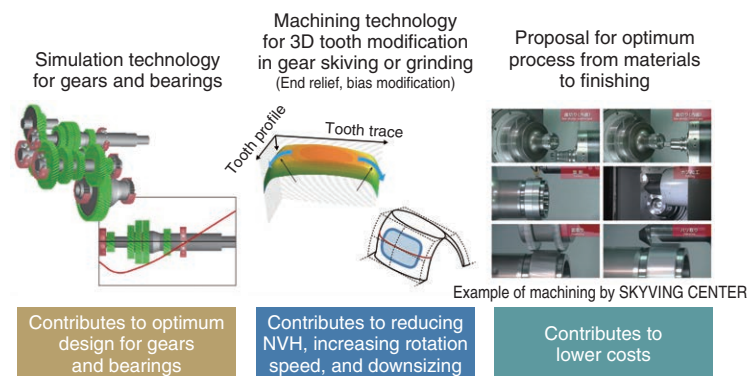 Simulation technology
for gears and bearings
Machining technology
for 3D tooth modification
in gear skiving or grinding
(End relief, bias modification)
Tooth profile
Tooth trace
Proposal for optimum
process from materials
to finishing
Example of machining by SKYVING CENTER
Contributes to optimum
design for gears
and bearings
Contributes to reducing
NVH, increasing rotation
speed, and downsizing
Contributes to
lower costs